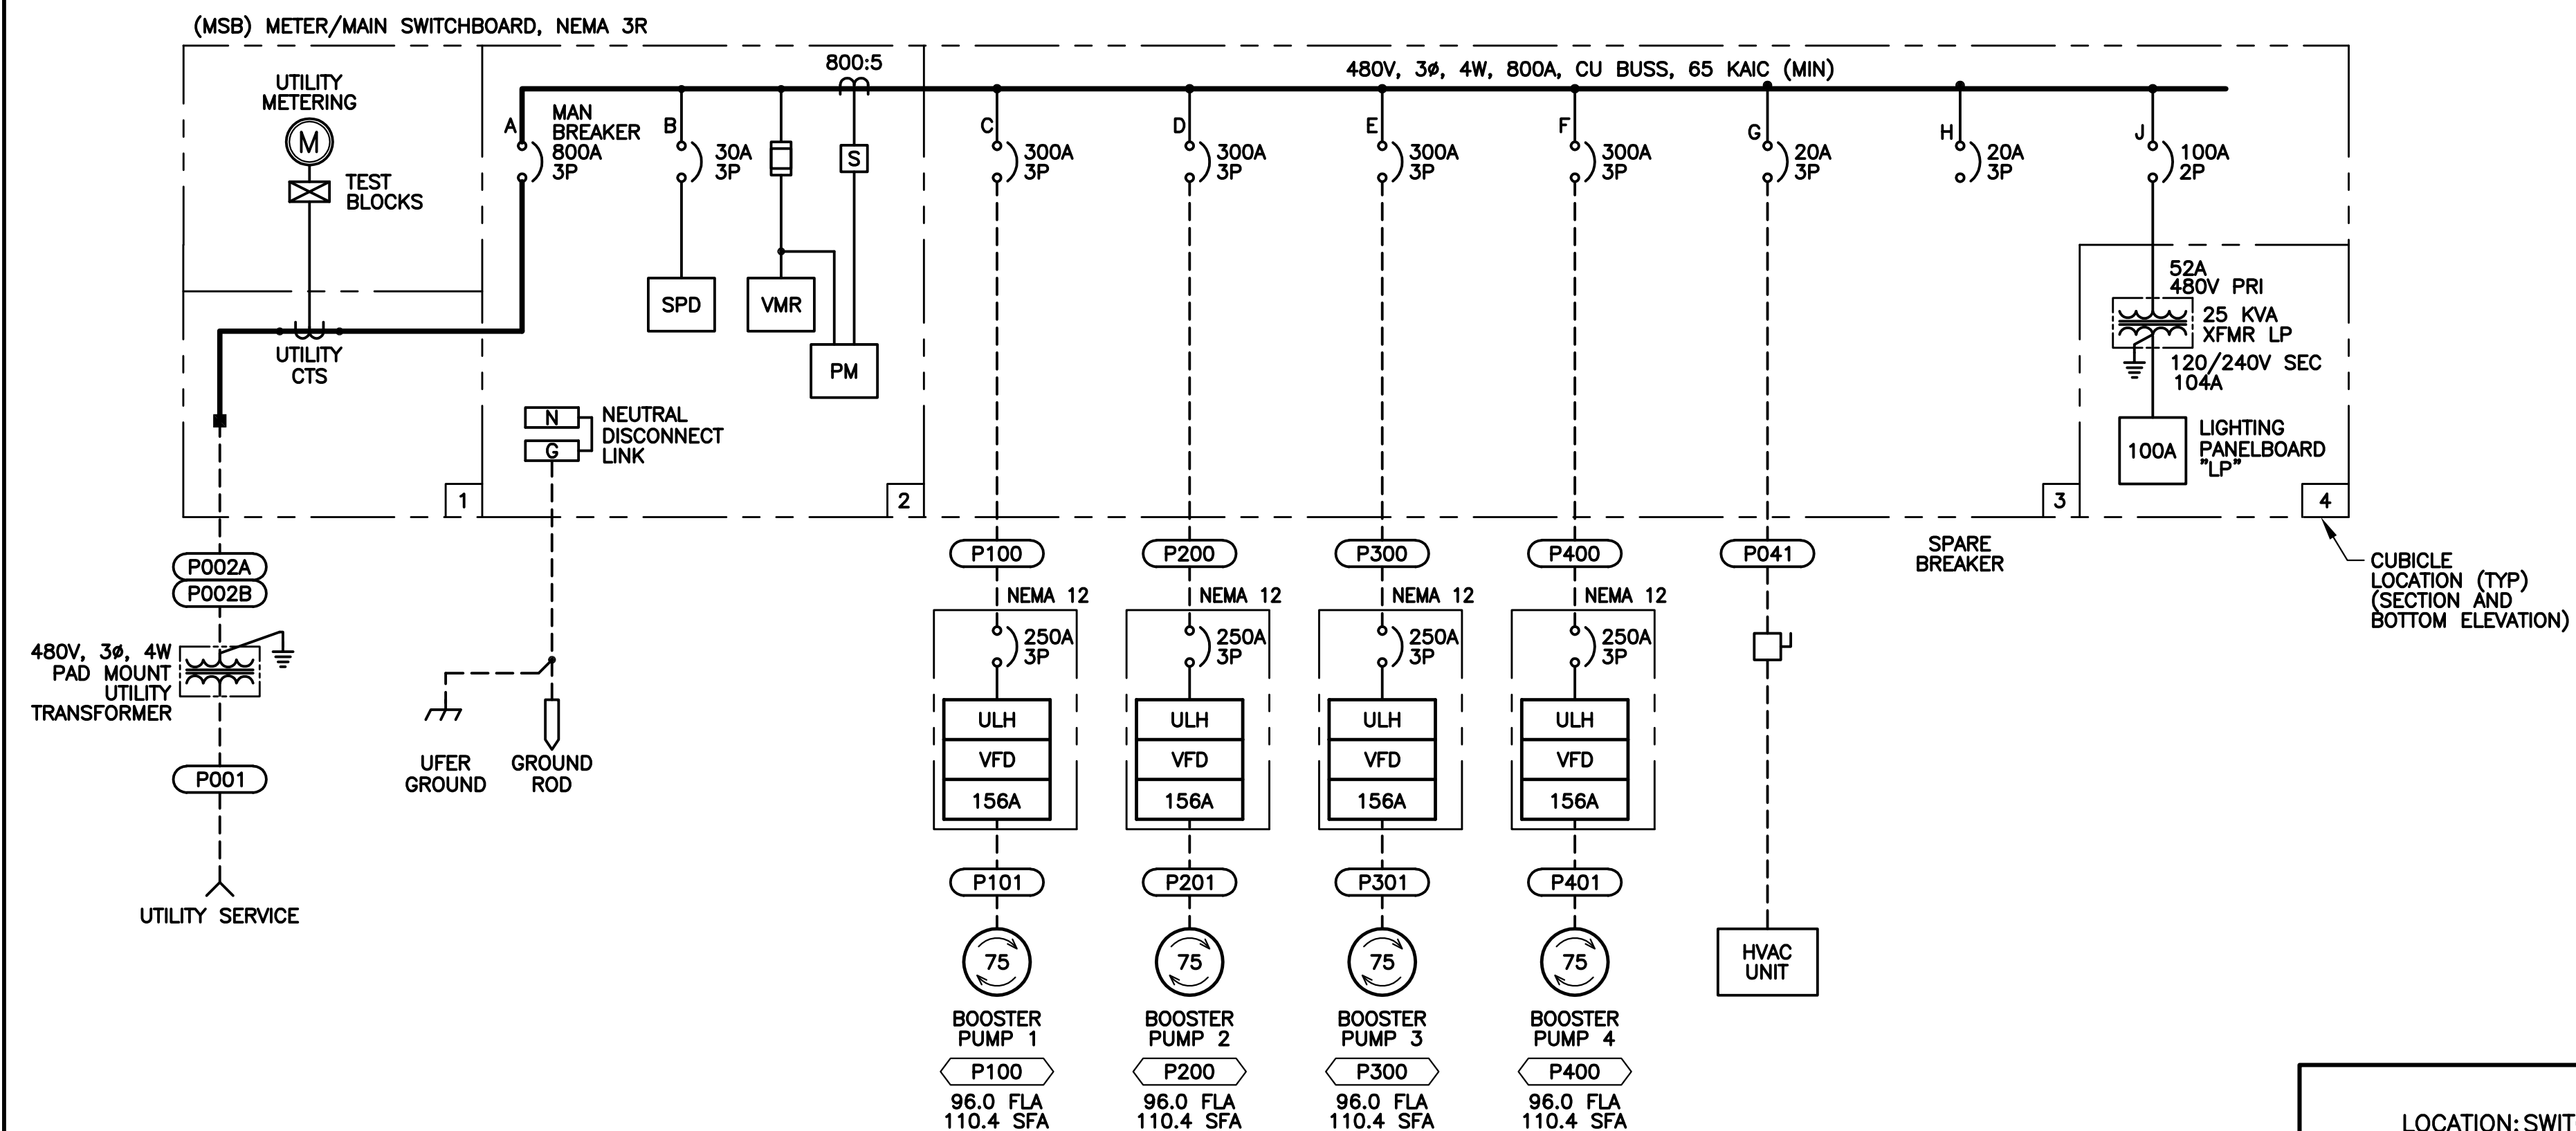 (MSB) METER/MAIN SWITCHBOARD, NEMA 3R
UTILITY
METERING
M
TEST
BLOCKS
UTILITY
CTS
1
A
MAN
BREAKER
800A
3P
B
30A
3P
800:5
S
SPD
VMR
PM
N
G
NEUTRAL
DISCONNECT
LINK
2
480V, 3ø, 4W, 800A, CU BUSS, 65 KAIC (MIN)
C
300A
3P
D
300A
3P
E
300A
3P
F
300A
3P
G
20A
3P
H
20A
3P
J
100A
2P
52A
480V PRI
25 KVA
XFMR LP
120/240V SEC
104A
100A
LIGHTING
PANELBOARD
"LP"
3
4
CUBICLE
LOCATION (TYP)
(SECTION AND
BOTTOM ELEVATION)
P002A
P002B
480V, 3ø, 4W
PAD MOUNT
UTILITY
TRANSFORMER
P001
UTILITY SERVICE
UFER
GROUND
GROUND
ROD
P100
NEMA 12
250A
3P
ULH
VFD
156A
P101
75
BOOSTER
PUMP 1
P100
96.0 FLA
110.4 SFA
P200
NEMA 12
250A
3P
ULH
VFD
156A
P201
75
BOOSTER
PUMP 2
P200
96.0 FLA
110.4 SFA
P300
NEMA 12
250A
3P
ULH
VFD
156A
P301
75
BOOSTER
PUMP 3
P300
96.0 FLA
110.4 SFA
P400
NEMA 12
250A
3P
ULH
VFD
156A
P401
75
BOOSTER
PUMP 4
P400
96.0 FLA
110.4 SFA
P041
HVAC
UNIT
SPARE
BREAKER
LOCATION: SWIT